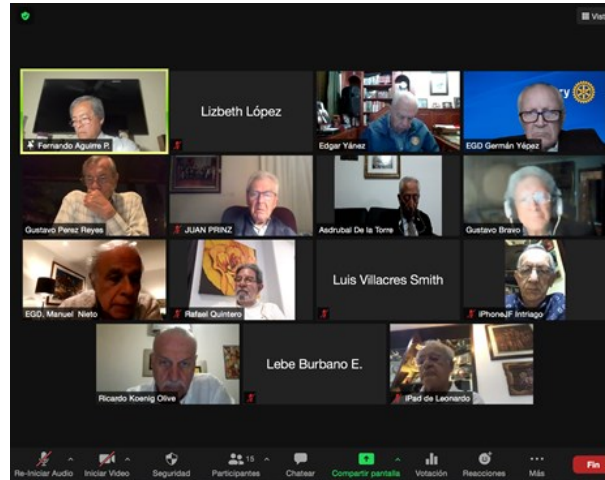 Vist
Fernando Aguirre P.
Lizbeth López
Edgar Yánez
ry
EGD Germán Yépez
Gustavo Perez Reyes
JUAN PRINZ
Asdrubal De la Torre
Gustavo Bravo
EGD, Manuel Nieto
Rafael Quintero
Luis Villacres Smith
iPhoneJF Intriago
Ricardo Koenig Olive
Lebe Burbano E.
iPad de Leonardo
15
Re-Iniciar Audio
Iniciar Video
Seguridad
Participantes
Chatear
Compartir pantalla
Votación
Reacciones
Más
Fin